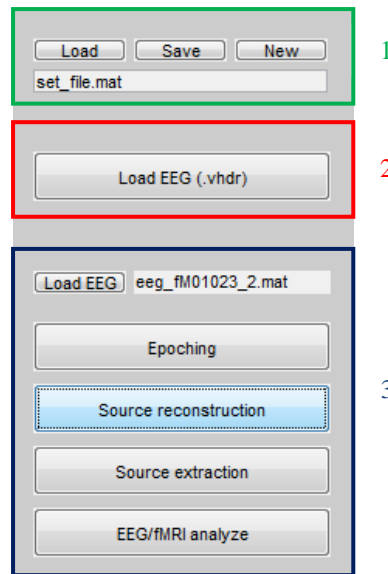 Load Save New 1
set_file.mat
Load EEG (.vhdr) 2
Load EEG eeg_fM01023_2.mat
Epoching
Source reconstruction 3
Source extraction
EEG/fMRI analyze